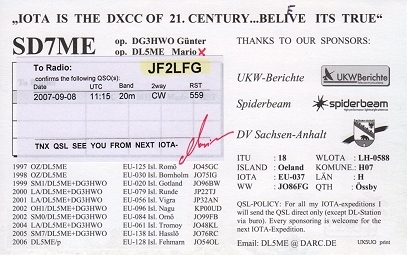 „IOTA IS THE DXCC OF 21. CENTURY...BELEVE ITS TRUE“
F
SD7ME
op. DG3HWO Günter
op. DL5ME Mario X
To Radio: JF2LFG
confirms the following QSO(s):
Date UTC Band 2way RST
2007-09-08 11:15 20m CW 559
TNX QSL SEE YOU FROM NEXT IOTA-
1997 OZ/DL5ME EU-125 Isl. Romö JO45GC
1998 OZ/DL5ME EU-030 Isl. Bornholm JO75IG
1999 SM1/DL5ME+DG3HWO EU-020 Isl. Gotland JO96BW
2000 LA/DL5ME+DG3HWO EU-079 Isl. Runde JP22TJ
2001 LA/DL5ME+DG3HWO EU-056 Isl. Vigra JP32AN
2002 OH1/DL5ME+DG3HWO EU-096 Isl. Nagu KP00UD
2002 SM0/DL5ME+DG3HWO EU-084 Isl. Ornö JO99FB
2004 LA/DL5ME+DG3HWO EU-061 Isl. Tromoy JO48KL
2005 SM7/DL5ME+DG3HWO EU-138 Isl. Hasslö JO76RC
2006 DL5ME/p EU-128 Isl. Fehmarn JO54OL
THANKS TO OUR SPONSORS:
UKW-Berichte UKWBerichte
Spiderbeam spiderbeam
DV Sachsen-Anhalt
ITU : 18 WLOTA : LH-0588
ISLAND : Oeland KOMUNE: H07
IOTA : EU-037 LÄN : H
WW : JO86FG QTH : Össby
QSL-POLICY: For all my IOTA-expeditions I
will send the QSL direct only (except DL-Station
via buro). Every sponsoring is welcome for the
next IOTA-Expedition.
Email: DL5ME @ DARC.DE UX5UO print